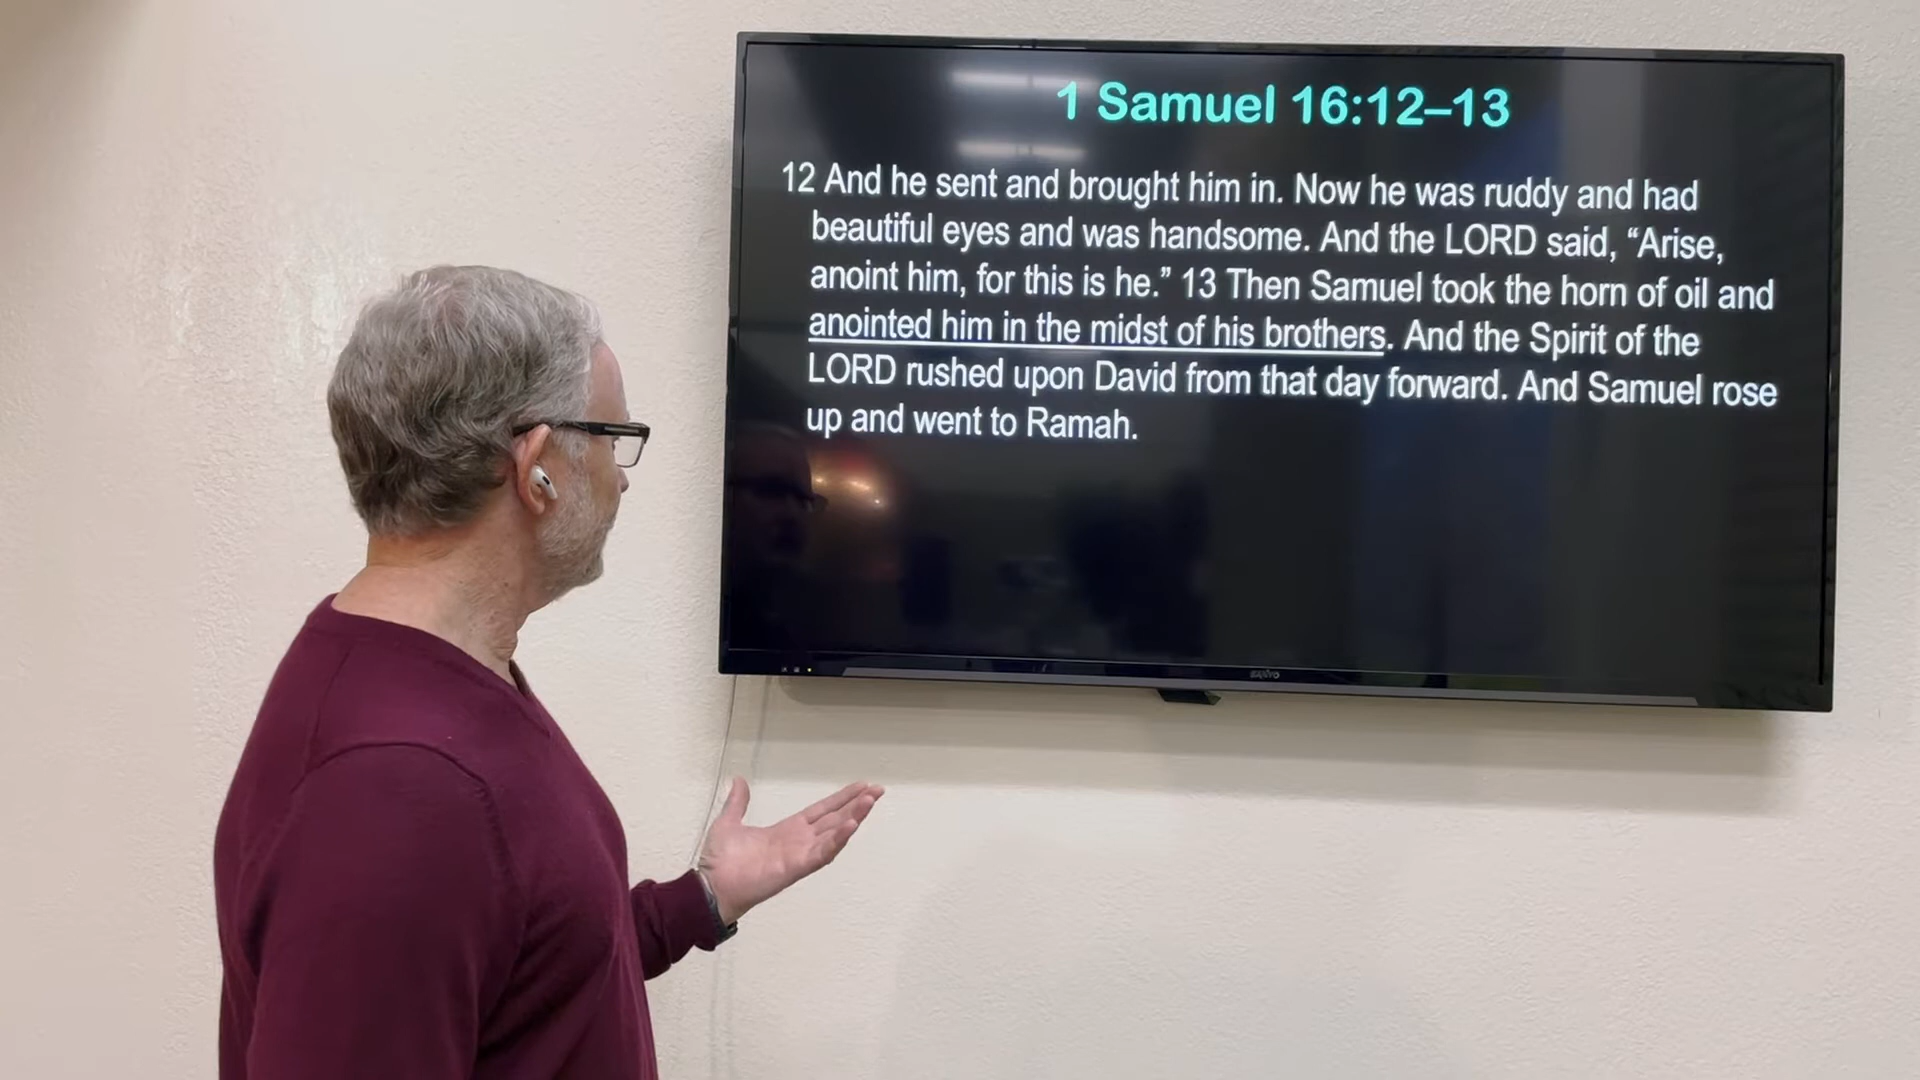 1 Samuel 16:12–13
12 And he sent and brought him in. Now he was ruddy and had
beautiful eyes and was handsome. And the LORD said, “Arise,
anoint him, for this is he.” 13 Then Samuel took the horn of oil and
anointed him in the midst of his brothers. And the Spirit of the
LORD rushed upon David from that day forward. And Samuel rose
up and went to Ramah.
SANYO